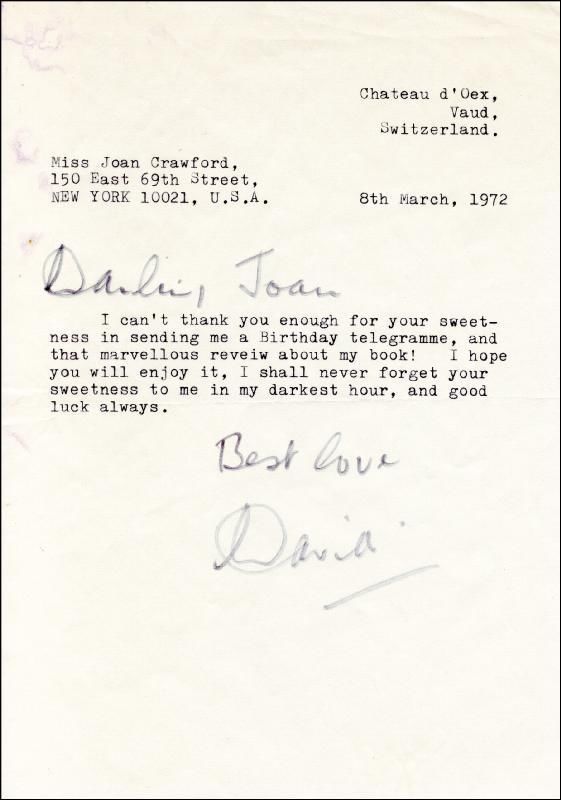 Chateau d'Oex,
Vaud,
Switzerland.
Miss Joan Crawford,
150 East 69th Street,
NEW YORK 10021, U.S.A.
8th March, 1972
Darling Joan
I can't thank you enough for your sweet-
ness in sending me a Birthday telegramme, and
that marvellous reveiw about my book! I hope
you will enjoy it, I shall never forget your
sweetness to me in my darkest hour, and good
luck always.
Best love
David